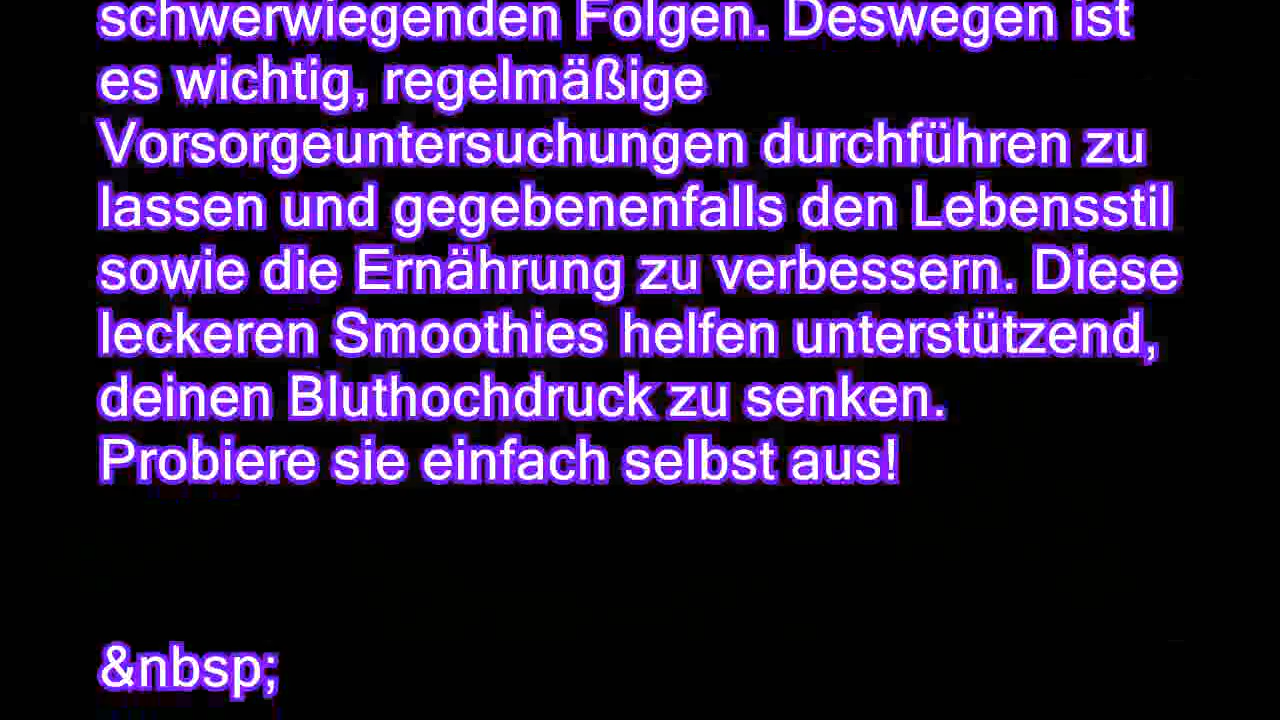 schwerwiegenden Folgen. Deswegen ist
es wichtig, regelmäßige
Vorsorgeuntersuchungen durchführen zu
lassen und gegebenenfalls den Lebensstil
sowie die Ernährung zu verbessern. Diese
leckeren Smoothies helfen unterstützend,
deinen Bluthochdruck zu senken.
Probiere sie einfach selbst aus!
&nbsp;